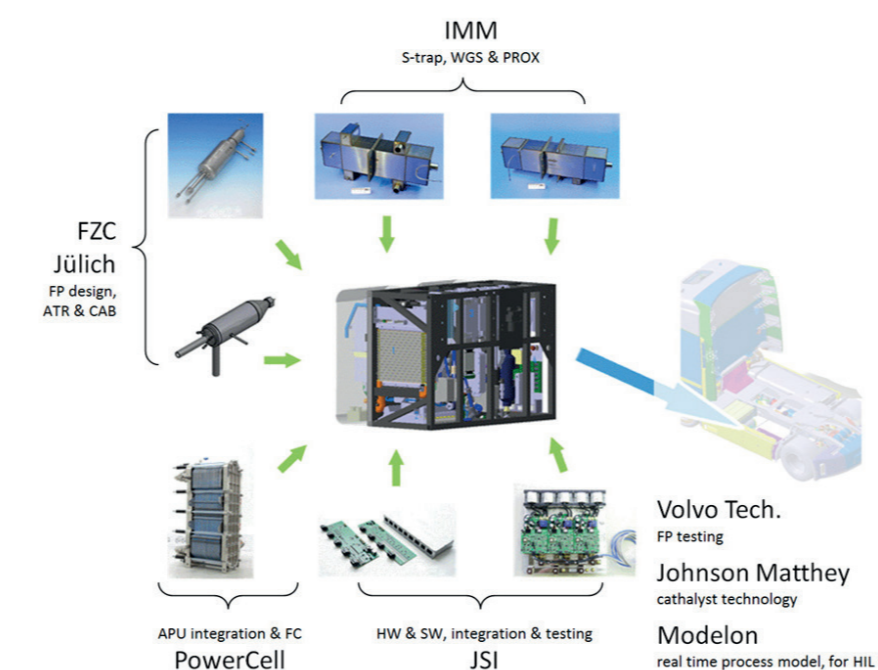 IMM
S-trap, WGS & PROX
FZC
Jülich
FP design,
ATR & CAB
APU integration & FC
PowerCell
HW & SW, integration & testing
JSI
Volvo Tech.
FP testing
Johnson Matthey
cathalyst technology
Modelon
real time process model, for HIL